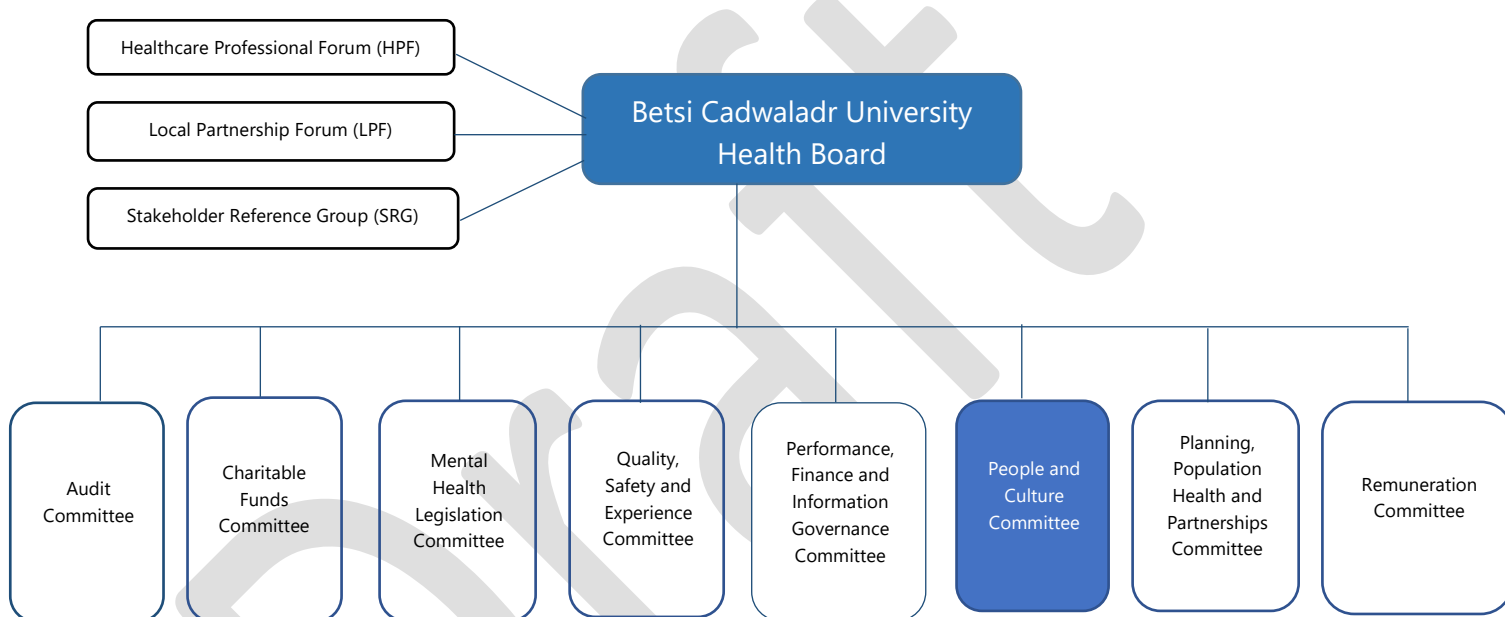 Healthcare Professional Forum (HPF)
Local Partnership Forum (LPF)
Stakeholder Reference Group (SRG)
Betsi Cadwaladr University
Health Board
Audit
Committee
Charitable
Funds
Committee
Mental
Health
Legislation
Committee
Quality,
Safety and
Experience
Committee
Performance,
Finance and
Information
Governance
Committee
People and
Culture
Committee
Planning,
Population
Health and
Partnerships
Committee
Remuneration
Committee
Draft